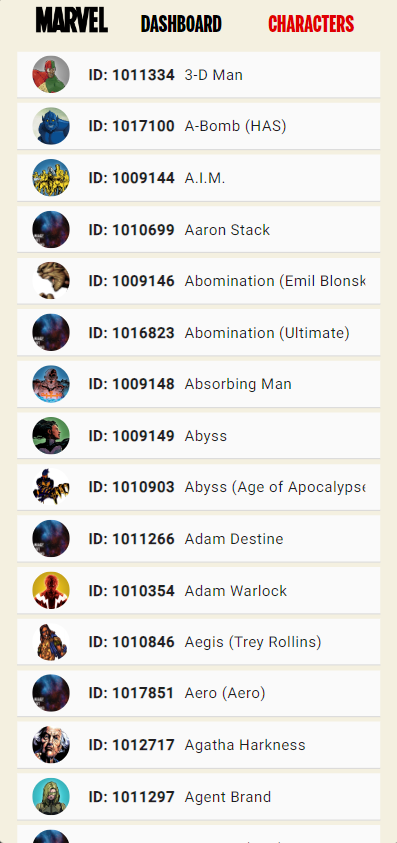 MARVEL DASHBOARD CHARACTERS
ID: 1011334 3-D Man
ID: 1017100 A-Bomb (HAS)
ID: 1009144 A.I.M.
ID: 1010699 Aaron Stack
ID: 1009146 Abomination (Emil Blonsk
ID: 1016823 Abomination (Ultimate)
ID: 1009148 Absorbing Man
ID: 1009149 Abyss
ID: 1010903 Abyss (Age of Apocalypse
ID: 1011266 Adam Destine
ID: 1010354 Adam Warlock
ID: 1010846 Aegis (Trey Rollins)
ID: 1017851 Aero (Aero)
ID: 1012717 Agatha Harkness
ID: 1011297 Agent Brand